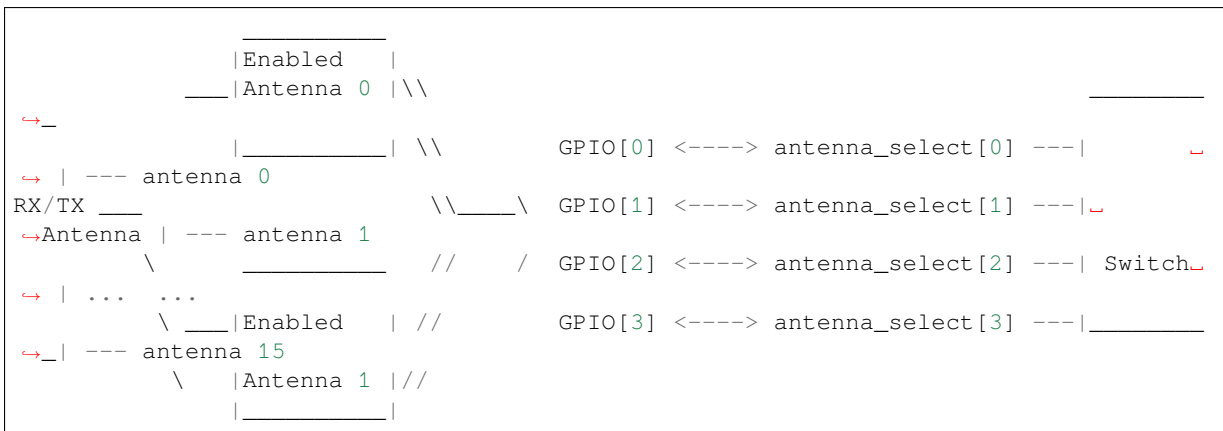 __________
              |Enabled   |
           ___|Antenna 0 |\\                                            ________
↪_
              |__________| \\       GPIO[0] <----> antenna_select[0] ---|       ␣
↪ | --- antenna 0
RX/TX ___                   \\____\  GPIO[1] <----> antenna_select[1] ---|␣
↪Antenna | --- antenna 1
         \     __________   //    /  GPIO[2] <----> antenna_select[2] ---| Switch␣
↪ | ...  ...
          \ ___|Enabled   | //       GPIO[3] <----> antenna_select[3] ---|________
↪_| --- antenna 15
           \   |Antenna 1 |//
               |__________|